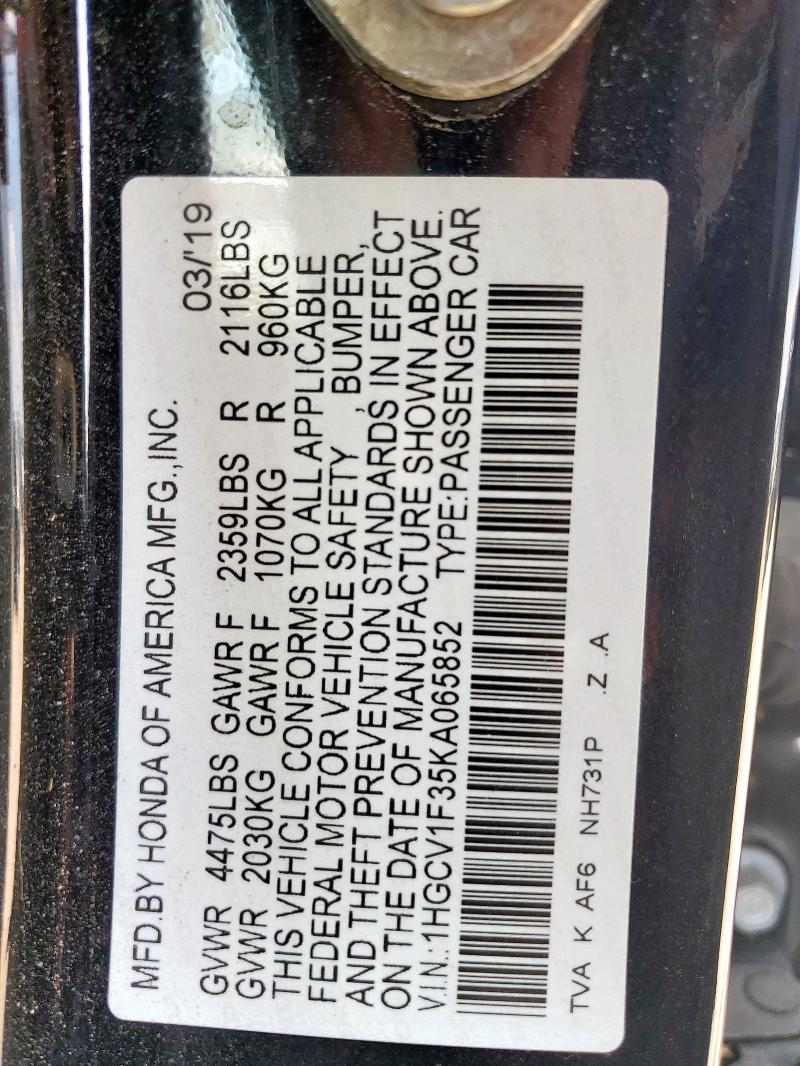 MFD.BY HONDA OF AMERICA MFG.,INC.
03/'19
GVWR 4475LBS GAWR F 2359LBS R 2116LBS
GVWR 2030KG GAWR F 1070KG R 960KG
THIS VEHICLE CONFORMS TO ALL APPLICABLE
FEDERAL MOTOR VEHICLE SAFETY , BUMPER,
AND THEFT PREVENTION STANDARDS IN EFFECT
ON THE DATE OF MANUFACTURE SHOWN ABOVE.
V.I.N.:1HGCV1F35KA065852 TYPE:PASSENGER CAR
TVA K AF6 NH731P .Z .A